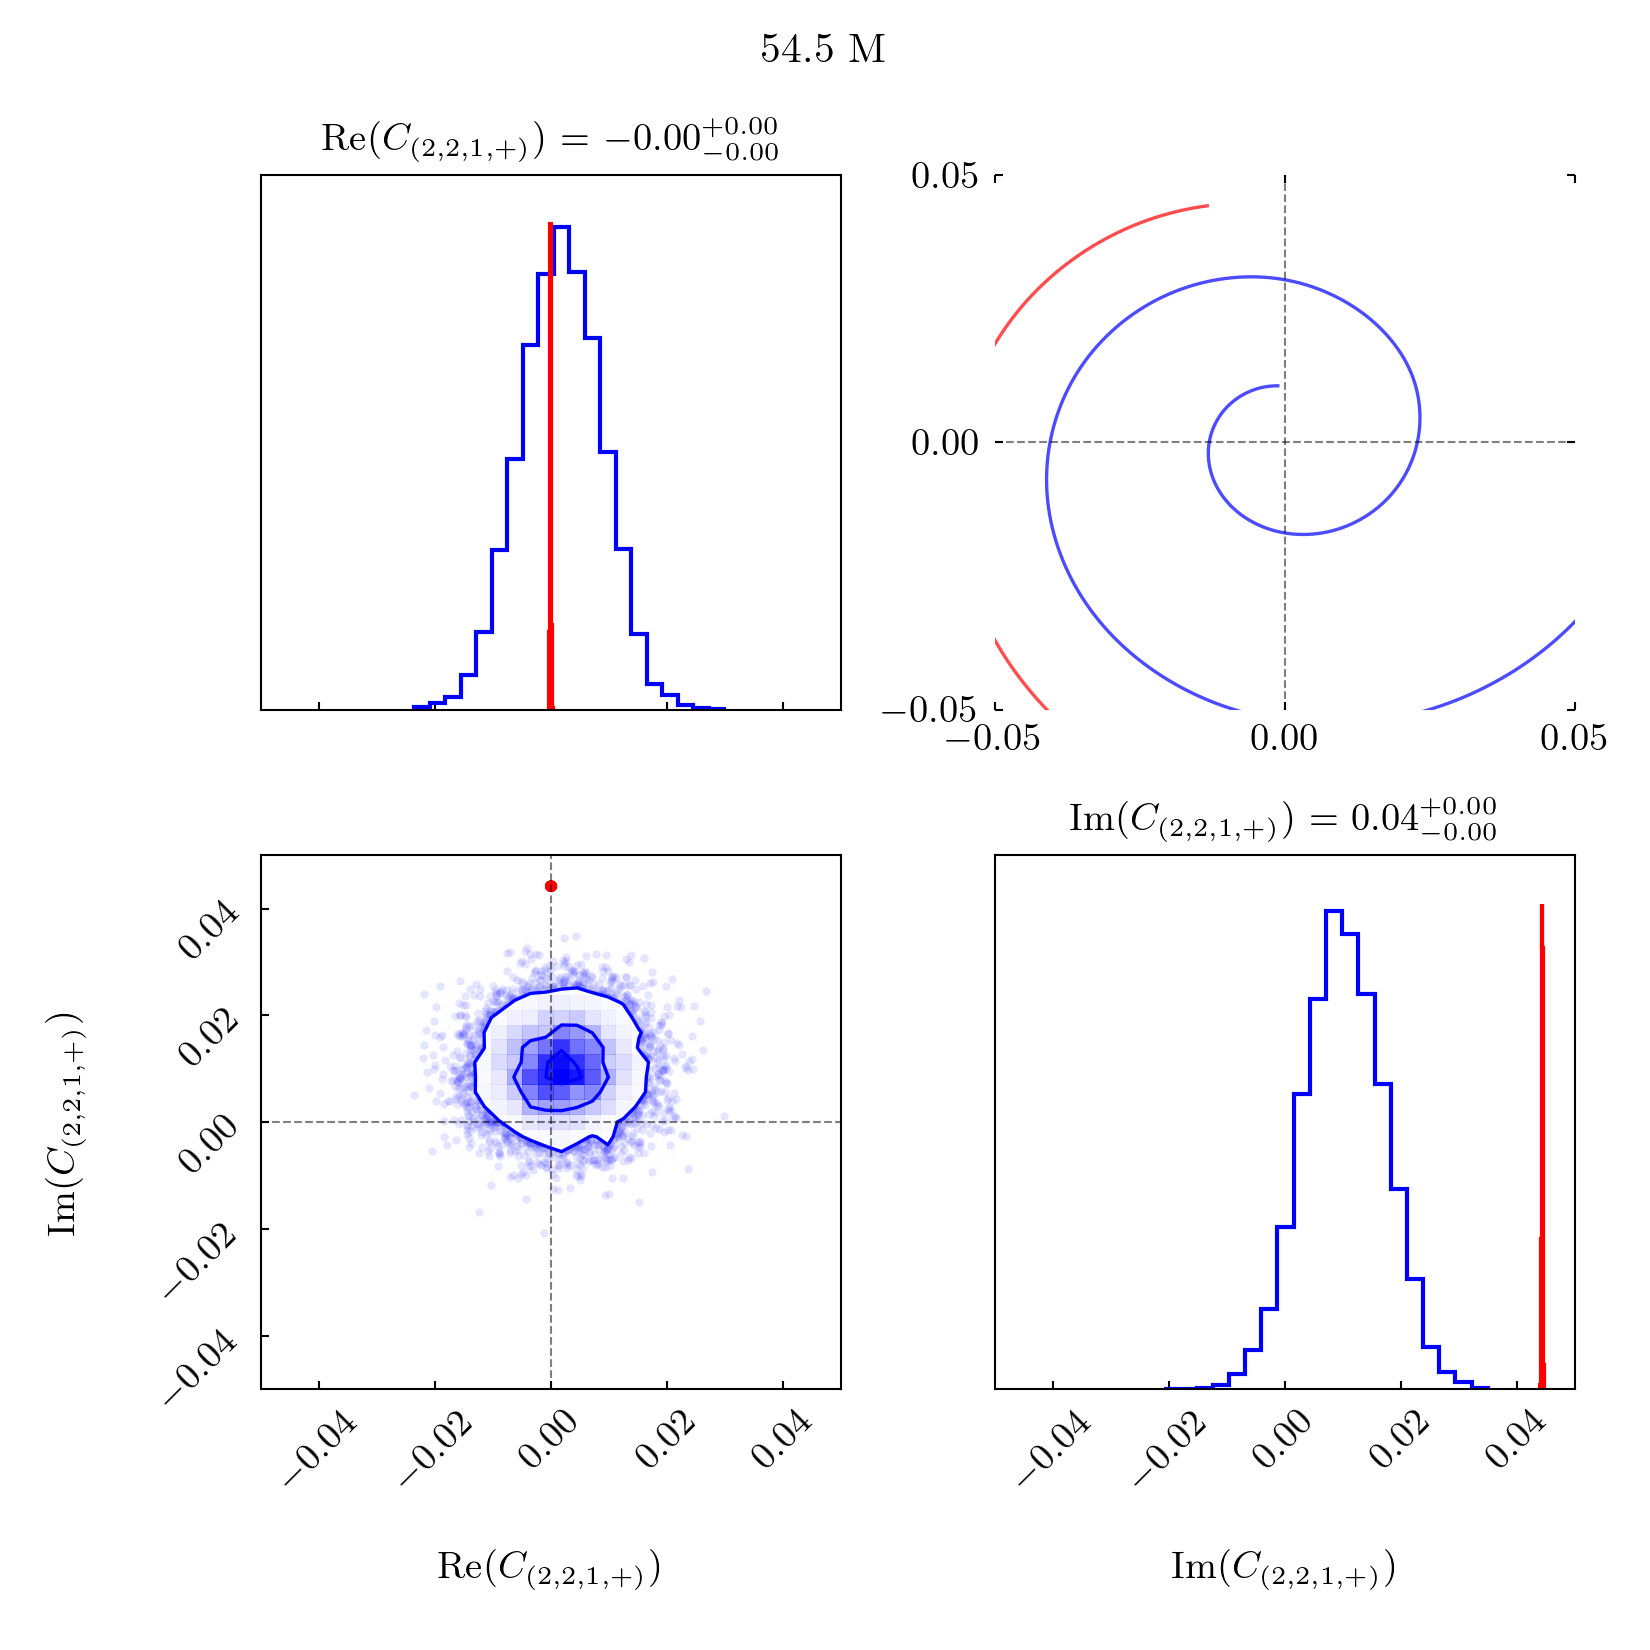 54.5 M
Re(C_{(2,2,1,+)}) = −0.00^{+0.00}_{−0.00}
0.05
0.00
−0.05
−0.05 0.00 0.05
Im(C_{(2,2,1,+)}) = 0.04^{+0.00}_{−0.00}
Im(C_{(2,2,1,+)})
0.04
0.02
0.00
−0.02
−0.04
−0.04 −0.02 0.00 0.02 0.04
−0.04 −0.02 0.00 0.02 0.04
Re(C_{(2,2,1,+)})
Im(C_{(2,2,1,+)})